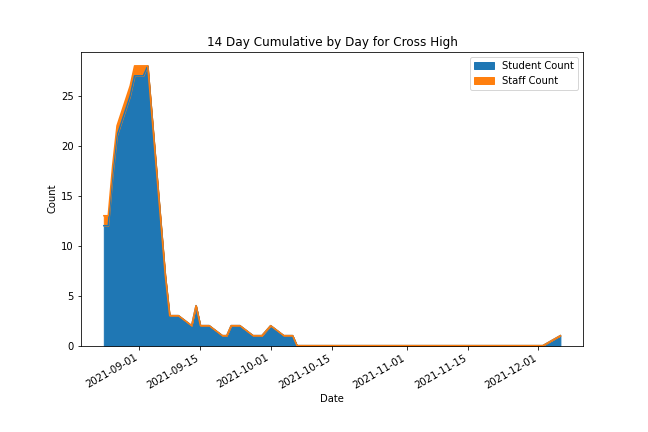 14 Day Cumulative by Day for Cross High
Student Count
Staff Count
Count
25
20
15
10
5
0
2021-09-01
2021-09-15
2021-10-01
2021-10-15
2021-11-01
2021-11-15
2021-12-01
Date